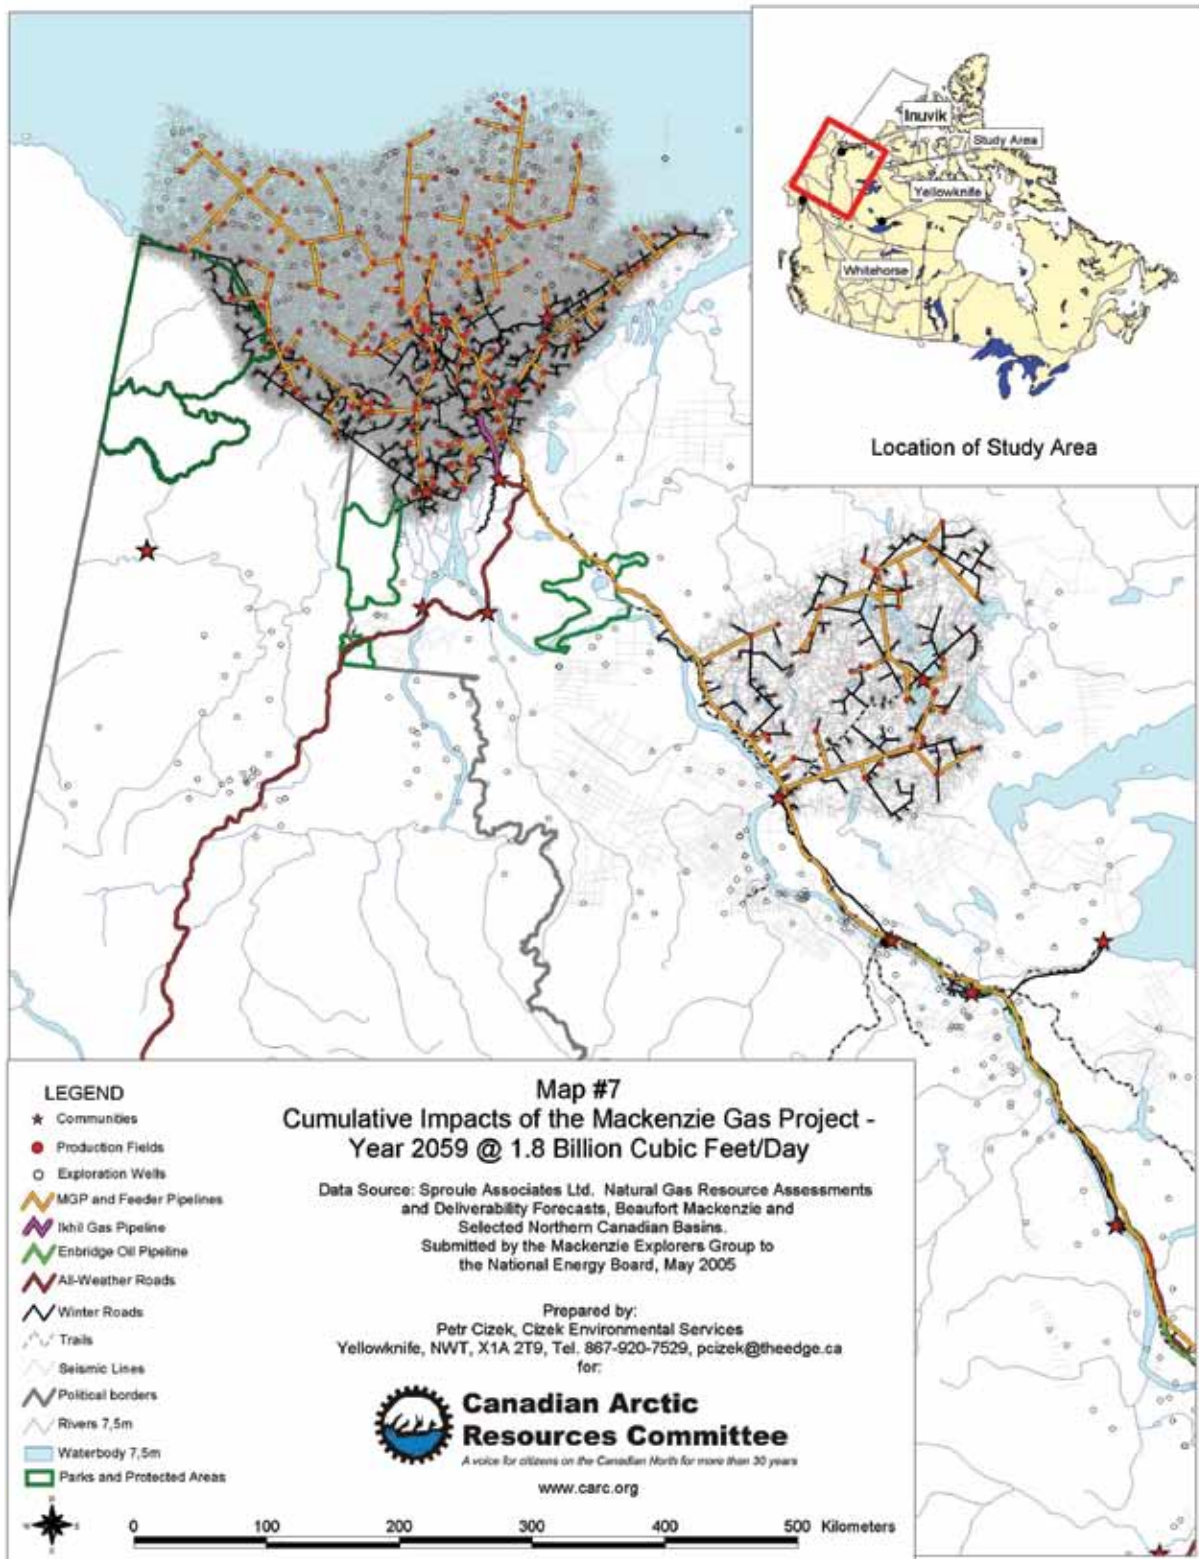 Inuvik
Study Area
Yellowknife
Whitehorse
Location of Study Area
LEGEND
Communities
Production Fields
Exploration Wells
MGP and Feeder Pipelines
Ikhil Gas Pipeline
Enbridge Oil Pipeline
All-Weather Roads
Winter Roads
Trails
Seismic Lines
Political borders
Rivers 7,5m
Waterbody 7,5m
Parks and Protected Areas
Map #7
Cumulative Impacts of the Mackenzie Gas Project -
Year 2059 @ 1.8 Billion Cubic Feet/Day
Data Source: Sproule Associates Ltd. Natural Gas Resource Assessments
and Deliverability Forecasts, Beaufort Mackenzie and
Selected Northern Canadian Basins.
Submitted by the Mackenzie Explorers Group to
the National Energy Board, May 2005
Prepared by:
Petr Cizek, Cizek Environmental Services
Yellowknife, NWT, X1A 2T9, Tel. 867-920-7529, pcizek@theedge.ca
for:
Canadian Arctic
Resources Committee
A voice for citizens on the Canadian North for more than 30 years
www.carc.org
0 100 200 300 400 500 Kilometers